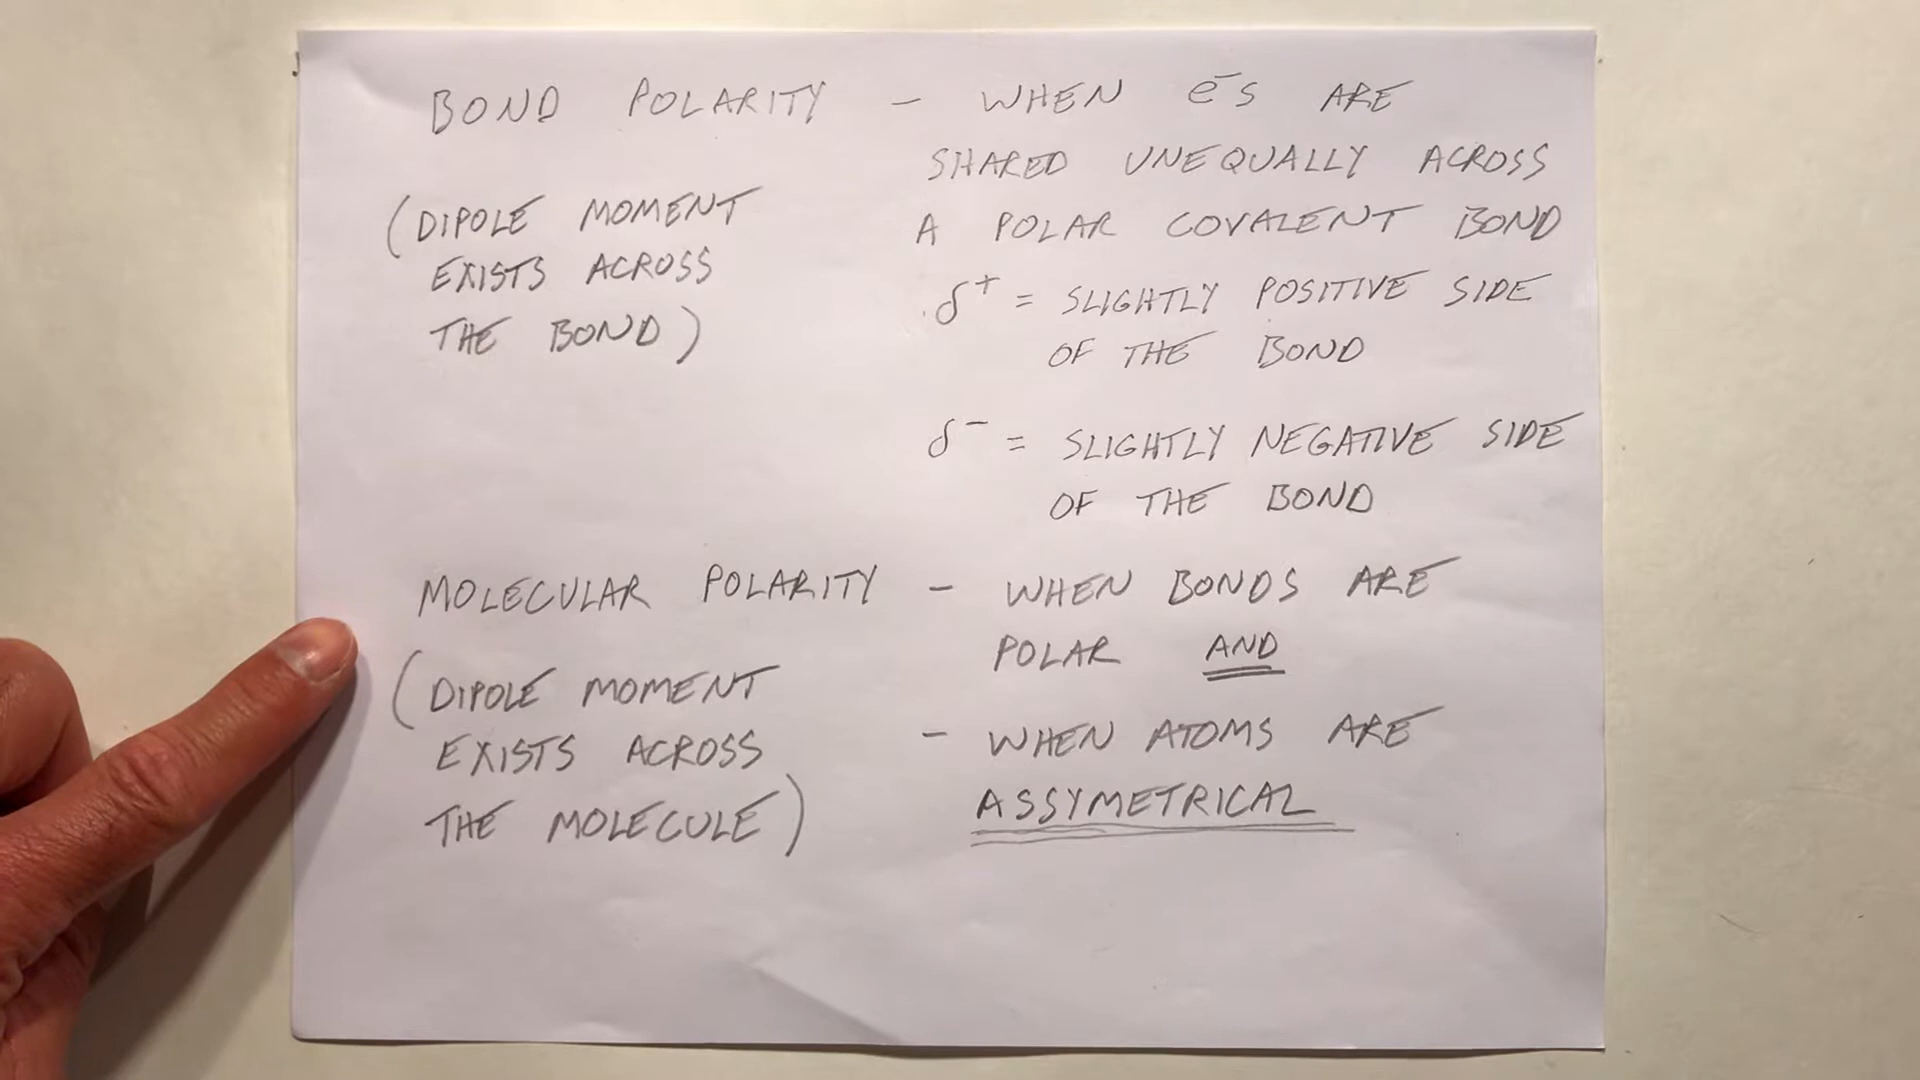 BOND POLARITY - WHEN e⁻s ARE
SHARED UNEQUALLY ACROSS
A POLAR COVALENT BOND
(DIPOLE MOMENT
EXISTS ACROSS
THE BOND)
δ⁺ = SLIGHTLY POSITIVE SIDE
OF THE BOND
δ⁻ = SLIGHTLY NEGATIVE SIDE
OF THE BOND
MOLECULAR POLARITY - WHEN BONDS ARE
POLAR AND
(DIPOLE MOMENT
EXISTS ACROSS
THE MOLECULE)
- WHEN ATOMS ARE
ASSYMETRICAL